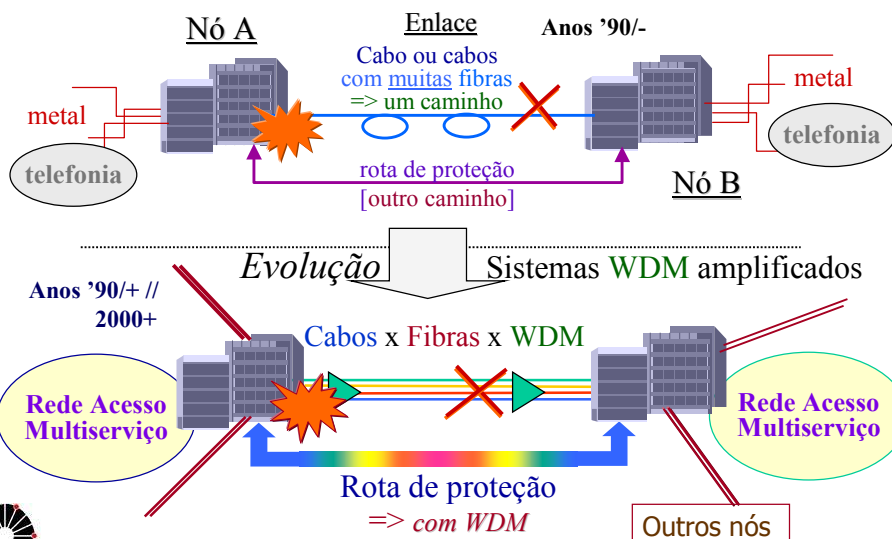 Nó A
Enlace
Anos '90/-
Cabo ou cabos
com muitas fibras
=> um caminho
metal
metal
telefonia
telefonia
rota de proteção
[outro caminho]
Nó B
Evolução
Sistemas WDM amplificados
Anos '90/+ //
2000+
Cabos x Fibras x WDM
Rede Acesso
Multiserviço
Rede Acesso
Multiserviço
Rota de proteção
=> com WDM
Outros nós